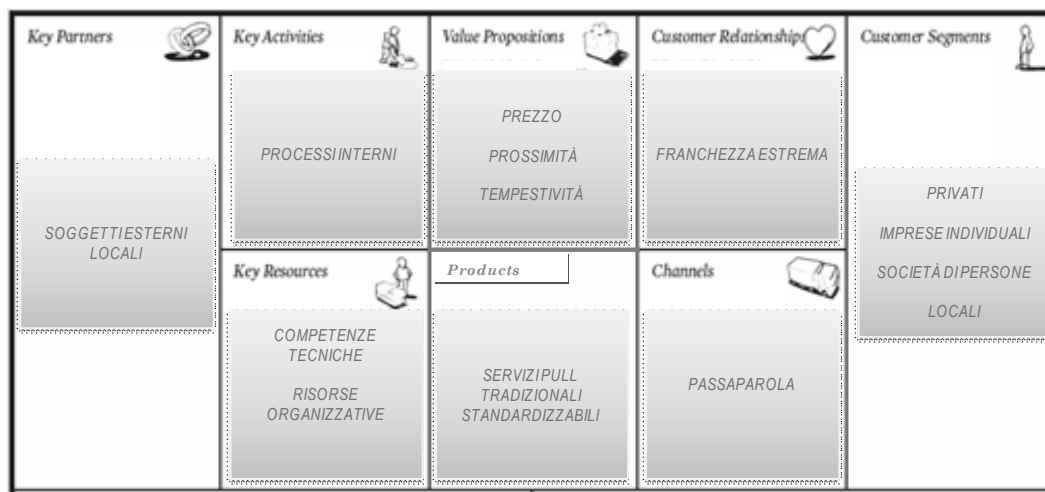 Key Partners
SOGGETTI ESTERNI
LOCALI
Key Activities
PROCESSI INTERNI
Key Resources
COMPETENZE
TECNICHE
RISORSE
ORGANIZZATIVE
Value Propositions
PREZZO
PROSSIMITÀ
TEMPESTIVITÀ
Products
SERVIZI PULL
TRADIZIONALI
STANDARDIZZABILI
Customer Relationships
FRANCHEZZA ESTREMA
Channels
PASSAPAROLA
Customer Segments
PRIVATI
IMPRESE INDIVIDUALI
SOCIETÀ DI PERSONE
LOCALI